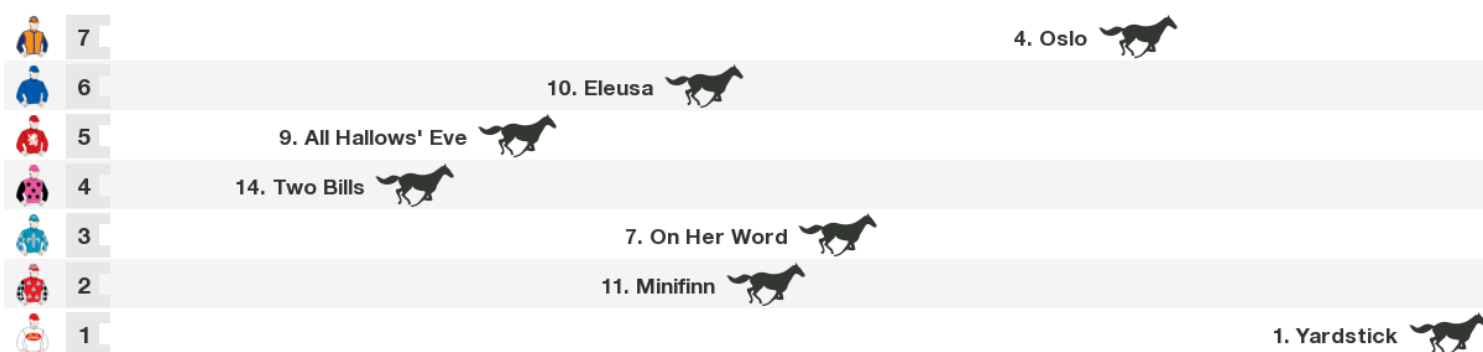 7 4. Oslo
6 10. Eleusa
5 9. All Hallows' Eve
4 14. Two Bills
3 7. On Her Word
2 11. Minifinn
1 1. Yardstick